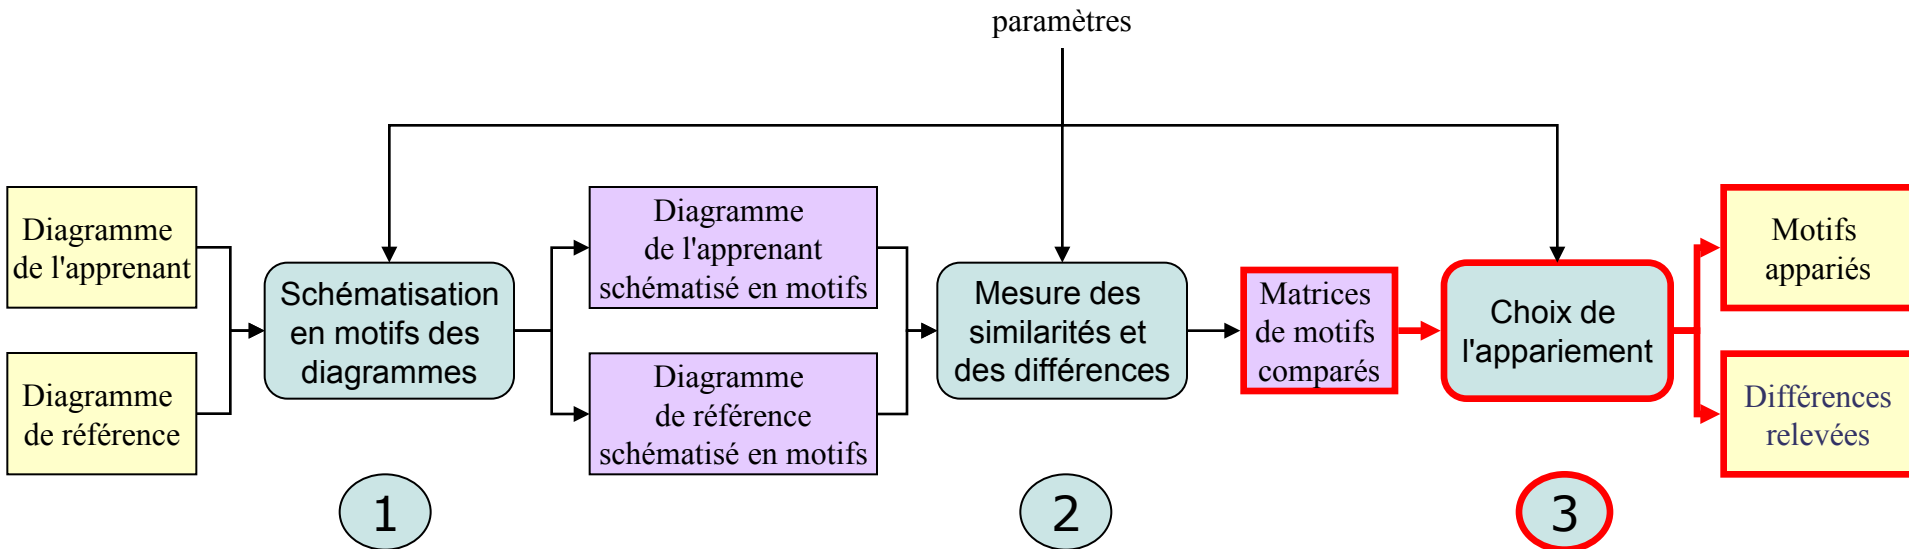 paramètres
Diagramme
de l'apprenant
Diagramme
de référence
Schématisation
en motifs des
diagrammes
Diagramme
de l'apprenant
schématisé en motifs
Diagramme
de référence
schématisé en motifs
Mesure des
similarités et
des différences
Matrices
de motifs
comparés
Choix de
l'appariement
Motifs
appariés
Différences
relevées
1
2
3